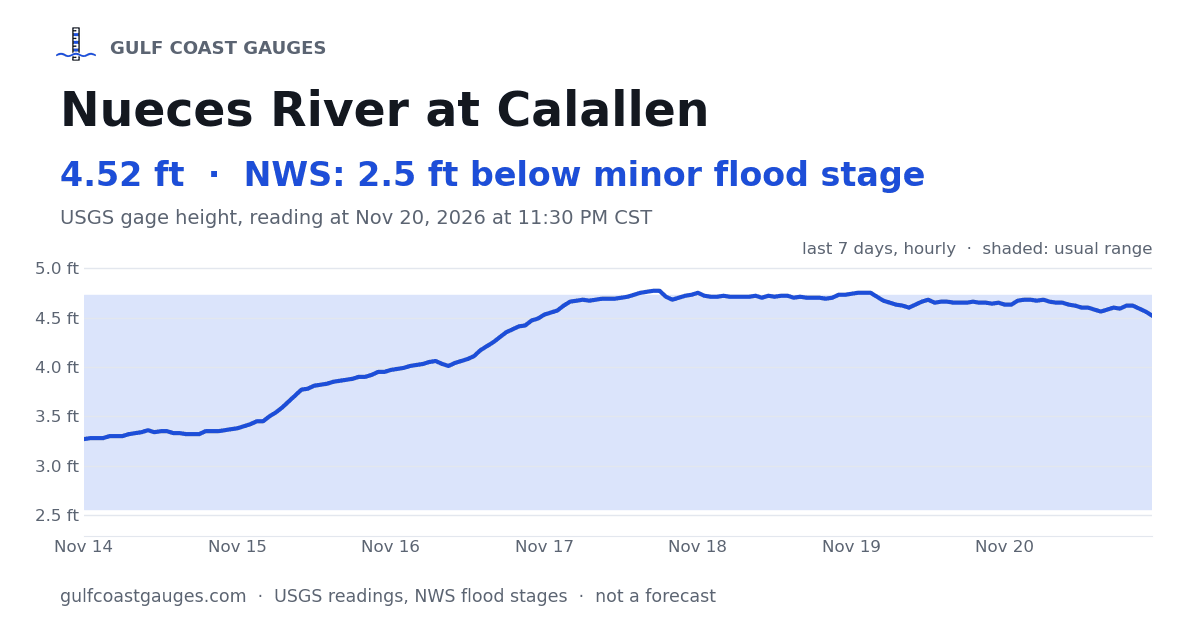 GULF COAST GAUGES
Nueces River at Calallen
4.52 ft · NWS: 2.5 ft below minor flood stage
USGS gage height, reading at Nov 20, 2026 at 11:30 PM CST
last 7 days, hourly · shaded: usual range
5.0 ft
4.5 ft
4.0 ft
3.5 ft
3.0 ft
2.5 ft
Nov 14 Nov 15 Nov 16 Nov 17 Nov 18 Nov 19 Nov 20
gulfcoastgauges.com · USGS readings, NWS flood stages · not a forecast